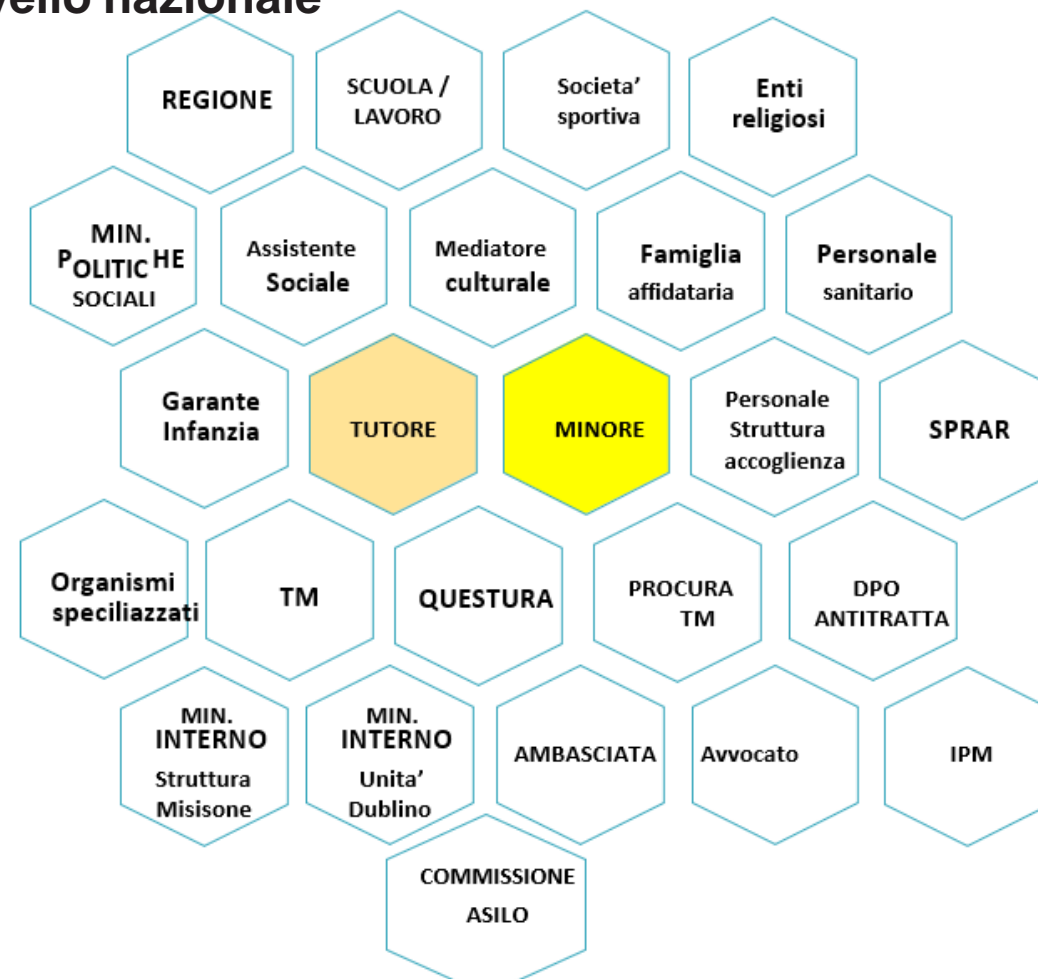 vello nazionale
REGIONE
SCUOLA /
LAVORO
Societa’
sportiva
Enti
religiosi
MIN.
POLITIC HE
SOCIALI
Assistente
Sociale
Mediatore
culturale
Famiglia
affidataria
Personale
sanitario
Garante
Infanzia
TUTORE
MINORE
Personale
Struttura
accoglienza
SPRAR
Organismi
speciliazzati
TM
QUESTURA
PROCURA
TM
DPO
ANTITRATTA
MIN.
INTERNO
Struttura
Misisone
MIN.
INTERNO
Unita’
Dublino
AMBASCIATA
Avvocato
IPM
COMMISSIONE
ASILO